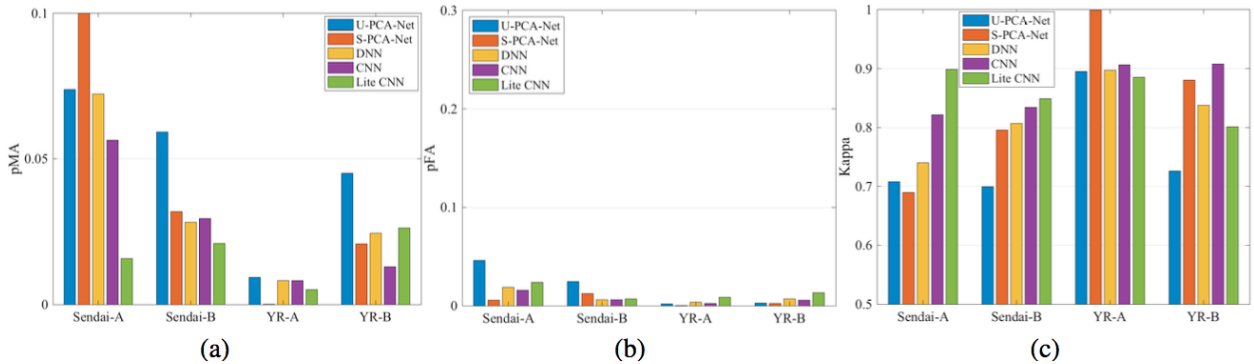 0.1
0.05
0
pMA
U-PCA-Net
S-PCA-Net
DNN
CNN
Lite CNN
Sendai-A Sendai-B YR-A YR-B
(a)
0.3
0.2
0.1
0
pFA
U-PCA-Net
S-PCA-Net
DNN
CNN
Lite CNN
Sendai-A Sendai-B YR-A YR-B
(b)
1
0.9
0.8
0.7
0.6
0.5
Kappa
U-PCA-Net
S-PCA-Net
DNN
CNN
Lite CNN
Sendai-A Sendai-B YR-A YR-B
(c)